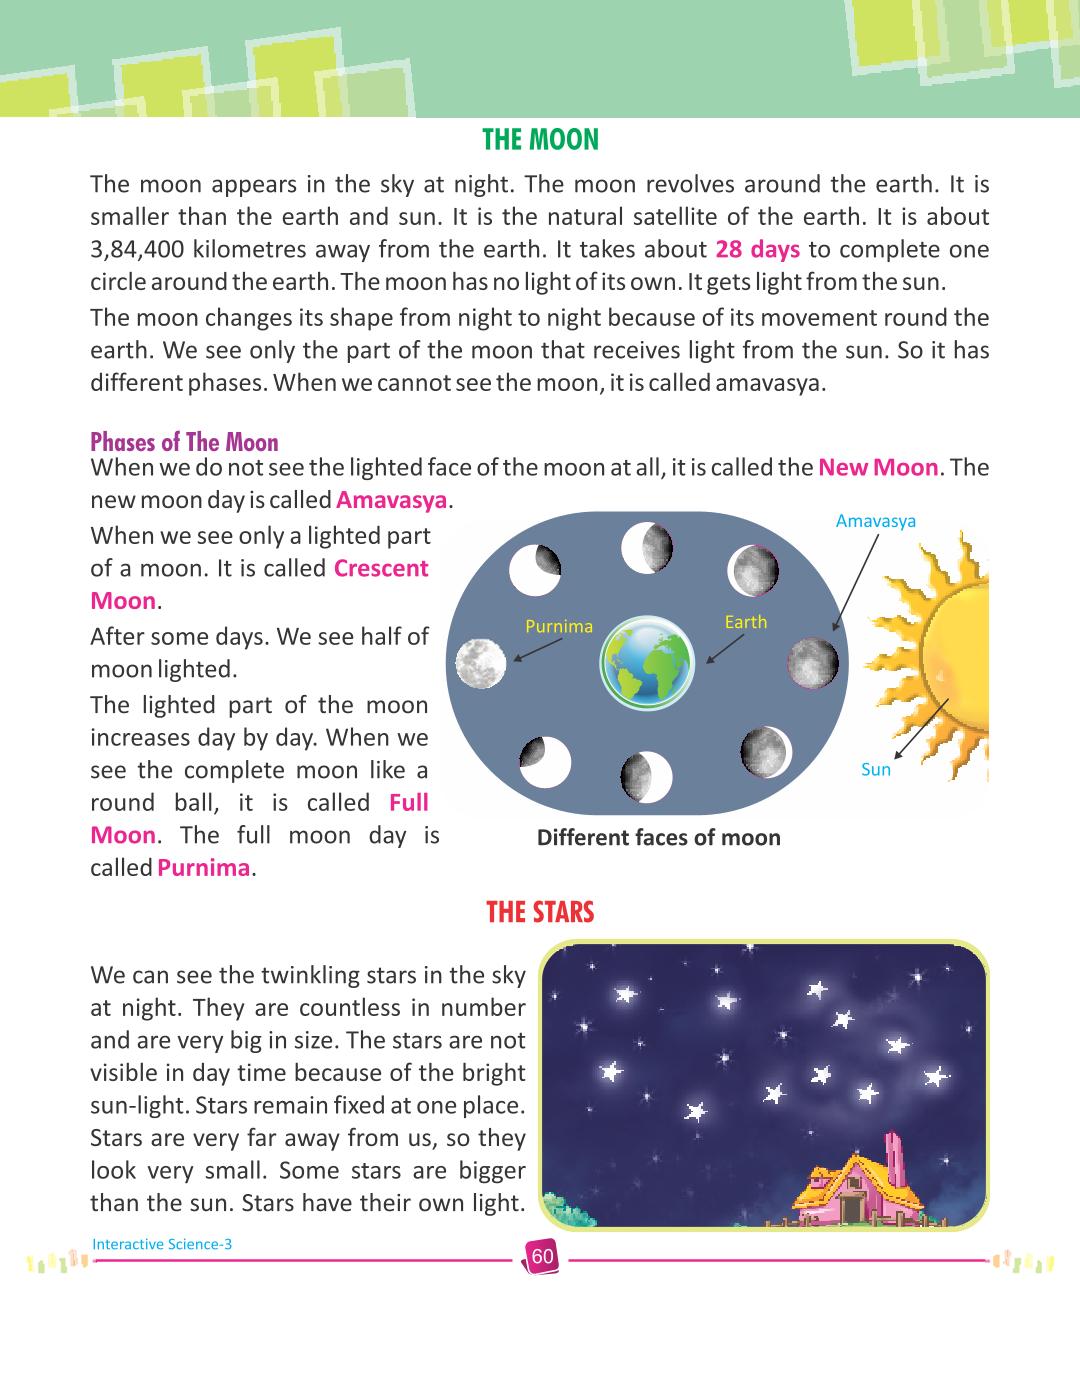 THE MOON
The moon appears in the sky at night. The moon revolves around the earth. It is
smaller than the earth and sun. It is the natural satellite of the earth. It is about
3,84,400 kilometres away from the earth. It takes about 28 days to complete one
circle around the earth. The moon has no light of its own. It gets light from the sun.
The moon changes its shape from night to night because of its movement round the
earth. We see only the part of the moon that receives light from the sun. So it has
different phases. When we cannot see the moon, it is called amavasya.
Phases of The Moon
When we do not see the lighted face of the moon at all, it is called the New Moon. The
new moon day is called Amavasya.
When we see only a lighted part
of a moon. It is called Crescent
Moon.
After some days. We see half of
moon lighted.
The lighted part of the moon
increases day by day. When we
see the complete moon like a
round ball, it is called Full
Moon. The full moon day is
called Purnima.
Amavasya
Purnima
Earth
Sun
Different faces of moon
THE STARS
We can see the twinkling stars in the sky
at night. They are countless in number
and are very big in size. The stars are not
visible in day time because of the bright
sun-light. Stars remain fixed at one place.
Stars are very far away from us, so they
look very small. Some stars are bigger
than the sun. Stars have their own light.
Interactive Science-3
60